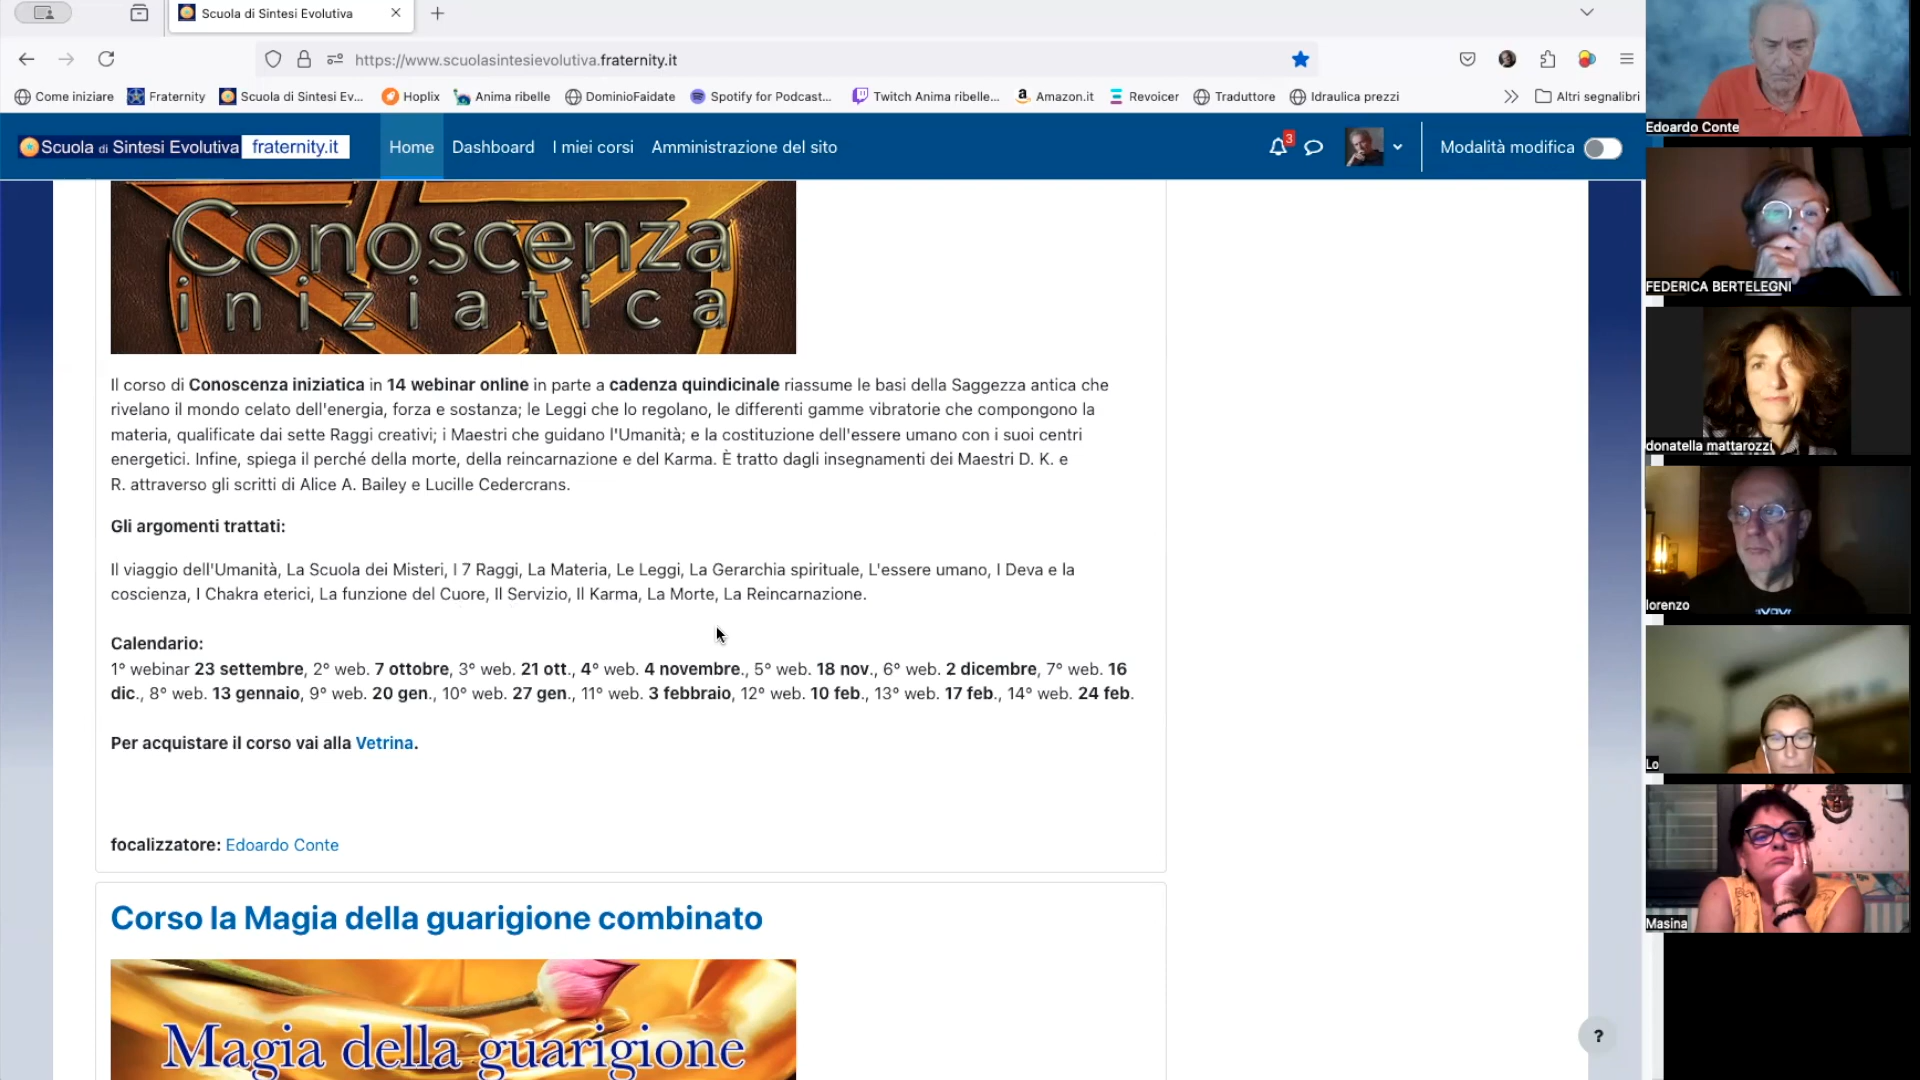 Scuola di Sintesi Evolutiva
https://www.scuolasintesievolutiva.fraternity.it
Come iniziare
Fraternity
Scuola di Sintesi Ev...
Hoplix
Anima ribelle
DominioFaidate
Spotify for Podcast...
Twitch Anima ribelle...
Amazon.it
Revoicer
Traduttore
Idraulica prezzi
Altri segnalibri
Scuola di Sintesi Evolutiva fraternity.it
Home
Dashboard
I miei corsi
Amministrazione del sito
3
Modalità modifica
Conoscenza
iniziatica
Il corso di Conoscenza iniziatica in 14 webinar online in parte a cadenza quindicinale riassume le basi della Saggezza antica che
rivelano il mondo celato dell'energia, forza e sostanza; le Leggi che lo regolano, le differenti gamme vibratorie che compongono la
materia, qualificate dai sette Raggi creativi; i Maestri che guidano l'Umanità; e la costituzione dell'essere umano con i suoi centri
energetici. Infine, spiega il perché della morte, della reincarnazione e del Karma. È tratto dagli insegnamenti dei Maestri D. K. e
R. attraverso gli scritti di Alice A. Bailey e Lucille Cedercrans.
Gli argomenti trattati:
Il viaggio dell'Umanità, La Scuola dei Misteri, I 7 Raggi, La Materia, Le Leggi, La Gerarchia spirituale, L'essere umano, I Deva e la
coscienza, I Chakra eterici, La funzione del Cuore, Il Servizio, Il Karma, La Morte, La Reincarnazione.
Calendario:
1° webinar 23 settembre, 2° web. 7 ottobre, 3° web. 21 ott., 4° web. 4 novembre., 5° web. 18 nov., 6° web. 2 dicembre, 7° web. 16
dic., 8° web. 13 gennaio, 9° web. 20 gen., 10° web. 27 gen., 11° web. 3 febbraio, 12° web. 10 feb., 13° web. 17 feb., 14° web. 24 feb.
Per acquistare il corso vai alla Vetrina.
focalizzatore: Edoardo Conte
Corso la Magia della guarigione combinato
Magia della guarigione
?
Edoardo Conte
FEDERICA BERTELEGNI
donatella mattarozzi
lorenzo
Lo
Masina